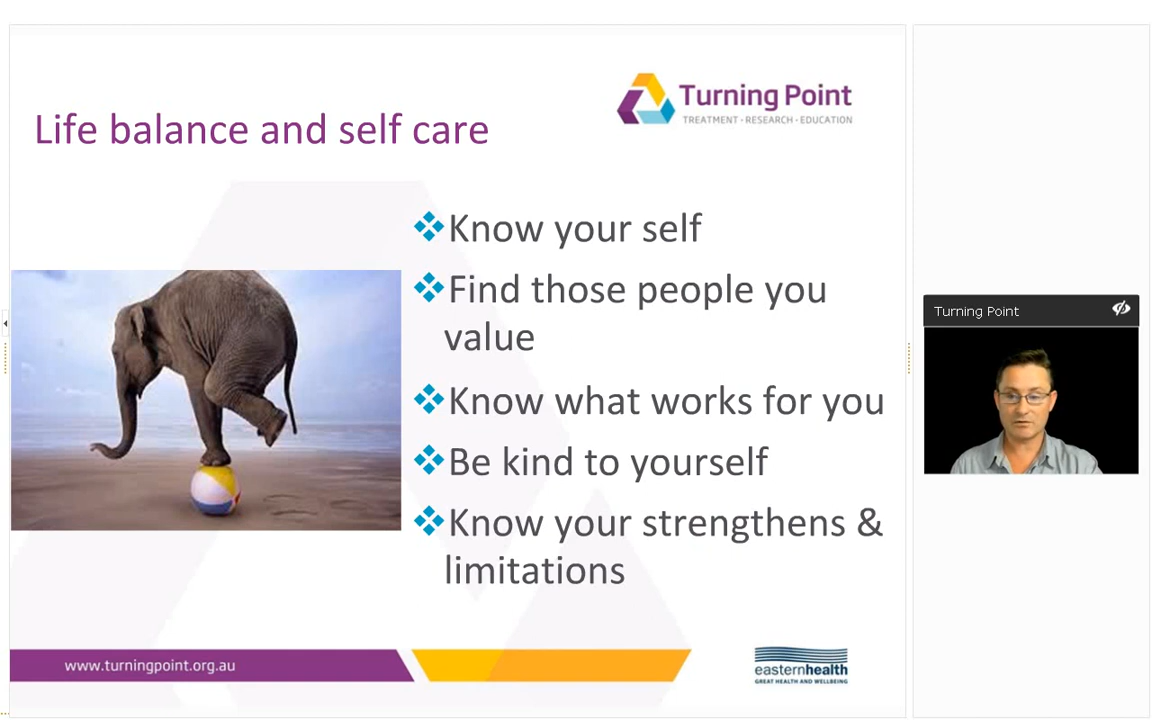 Turning Point
TREATMENT • RESEARCH • EDUCATION
Life balance and self care
Know your self
Find those people you
value
Know what works for you
Be kind to yourself
Know your strengthens &
limitations
www.turningpoint.org.au
easternhealth
GREAT HEALTH AND WELLBEING
Turning Point